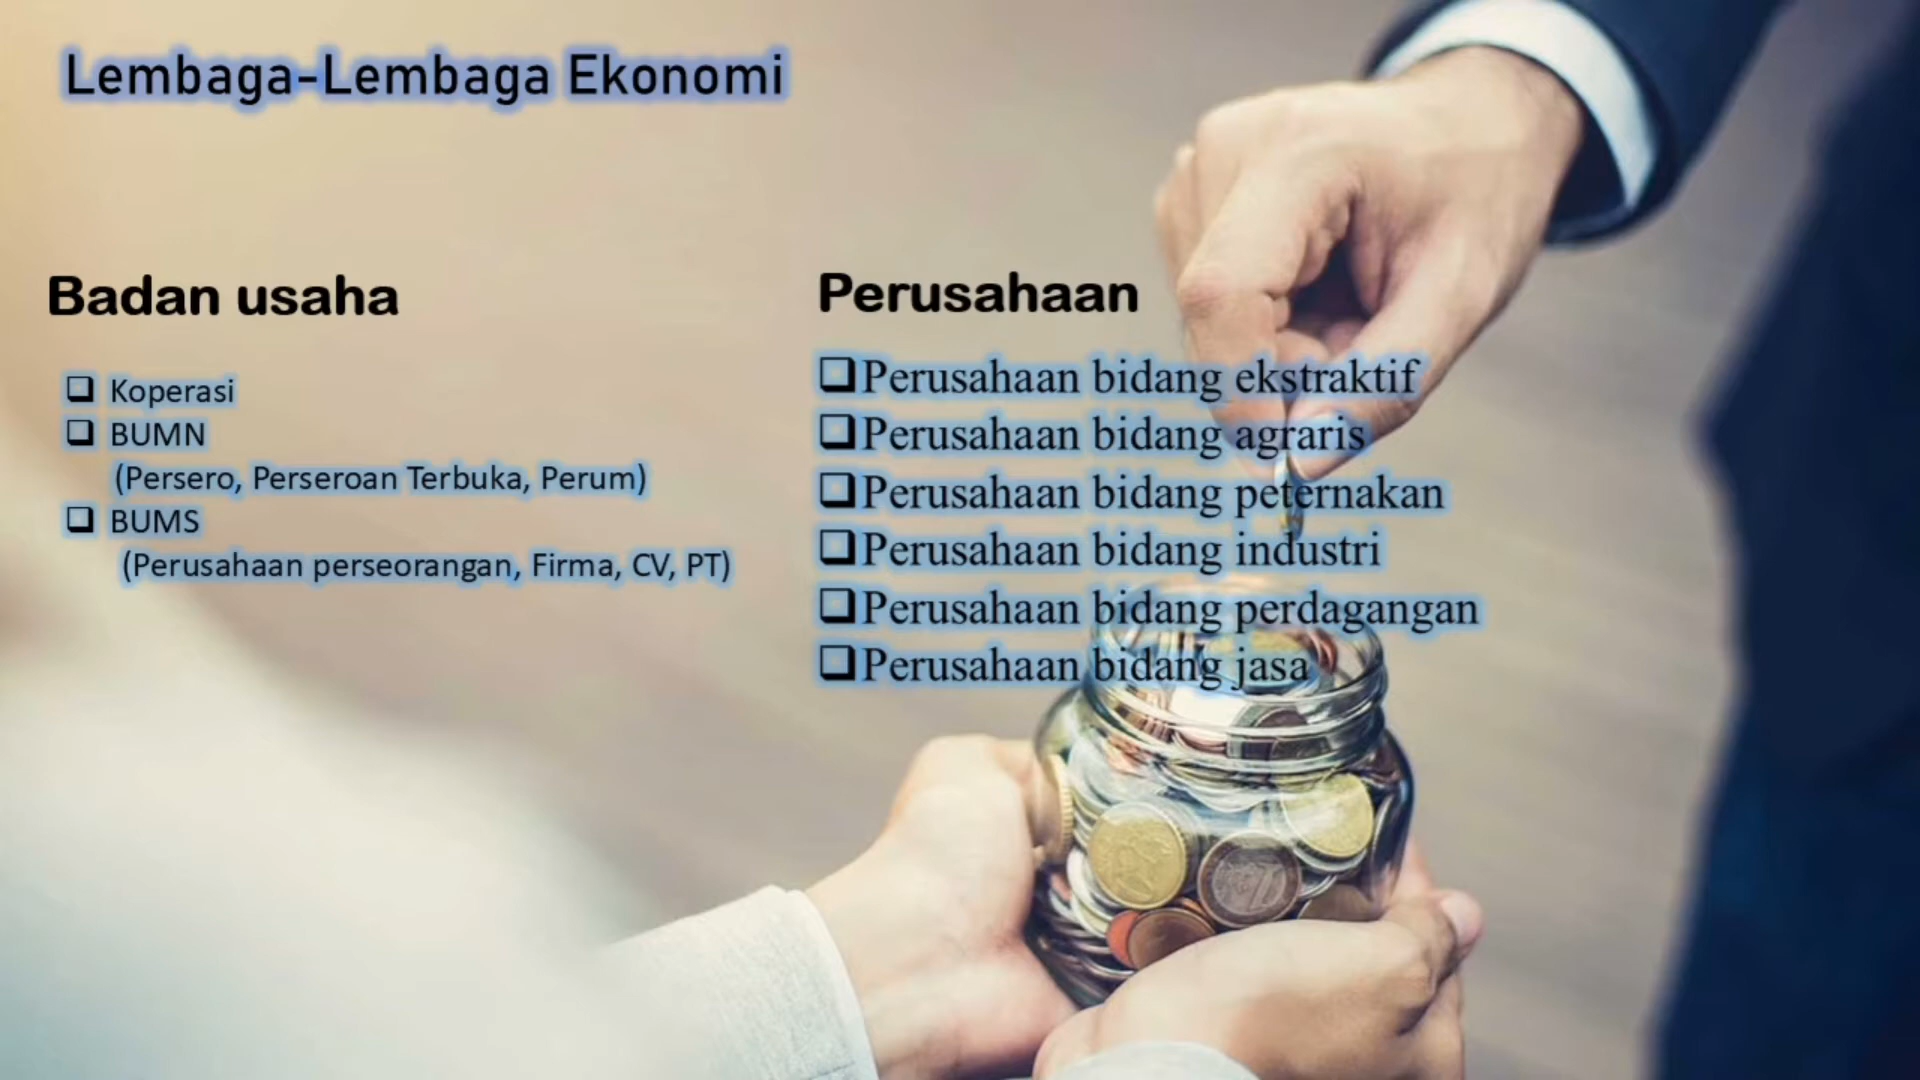 Lembaga-Lembaga Ekonomi
Badan usaha
Koperasi
BUMN
(Persero, Perseroan Terbuka, Perum)
BUMS
(Perusahaan perseorangan, Firma, CV, PT)
Perusahaan
Perusahaan bidang ekstraktif
Perusahaan bidang agraris
Perusahaan bidang peternakan
Perusahaan bidang industri
Perusahaan bidang perdagangan
Perusahaan bidang jasa